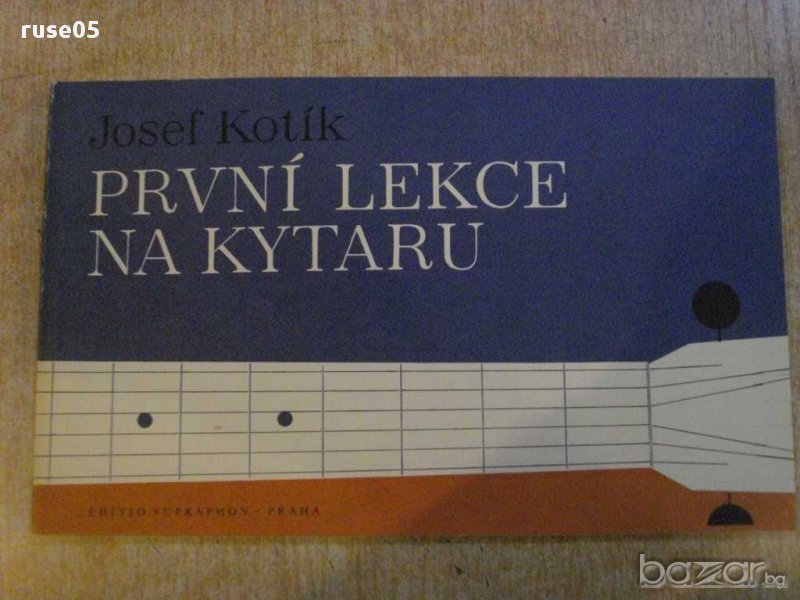 ruse05
Josef Kotík
PRVNÍ LEKCE
NA KYTARU
EDITIO SUPRAPHON - PRAHA
bazar.bg